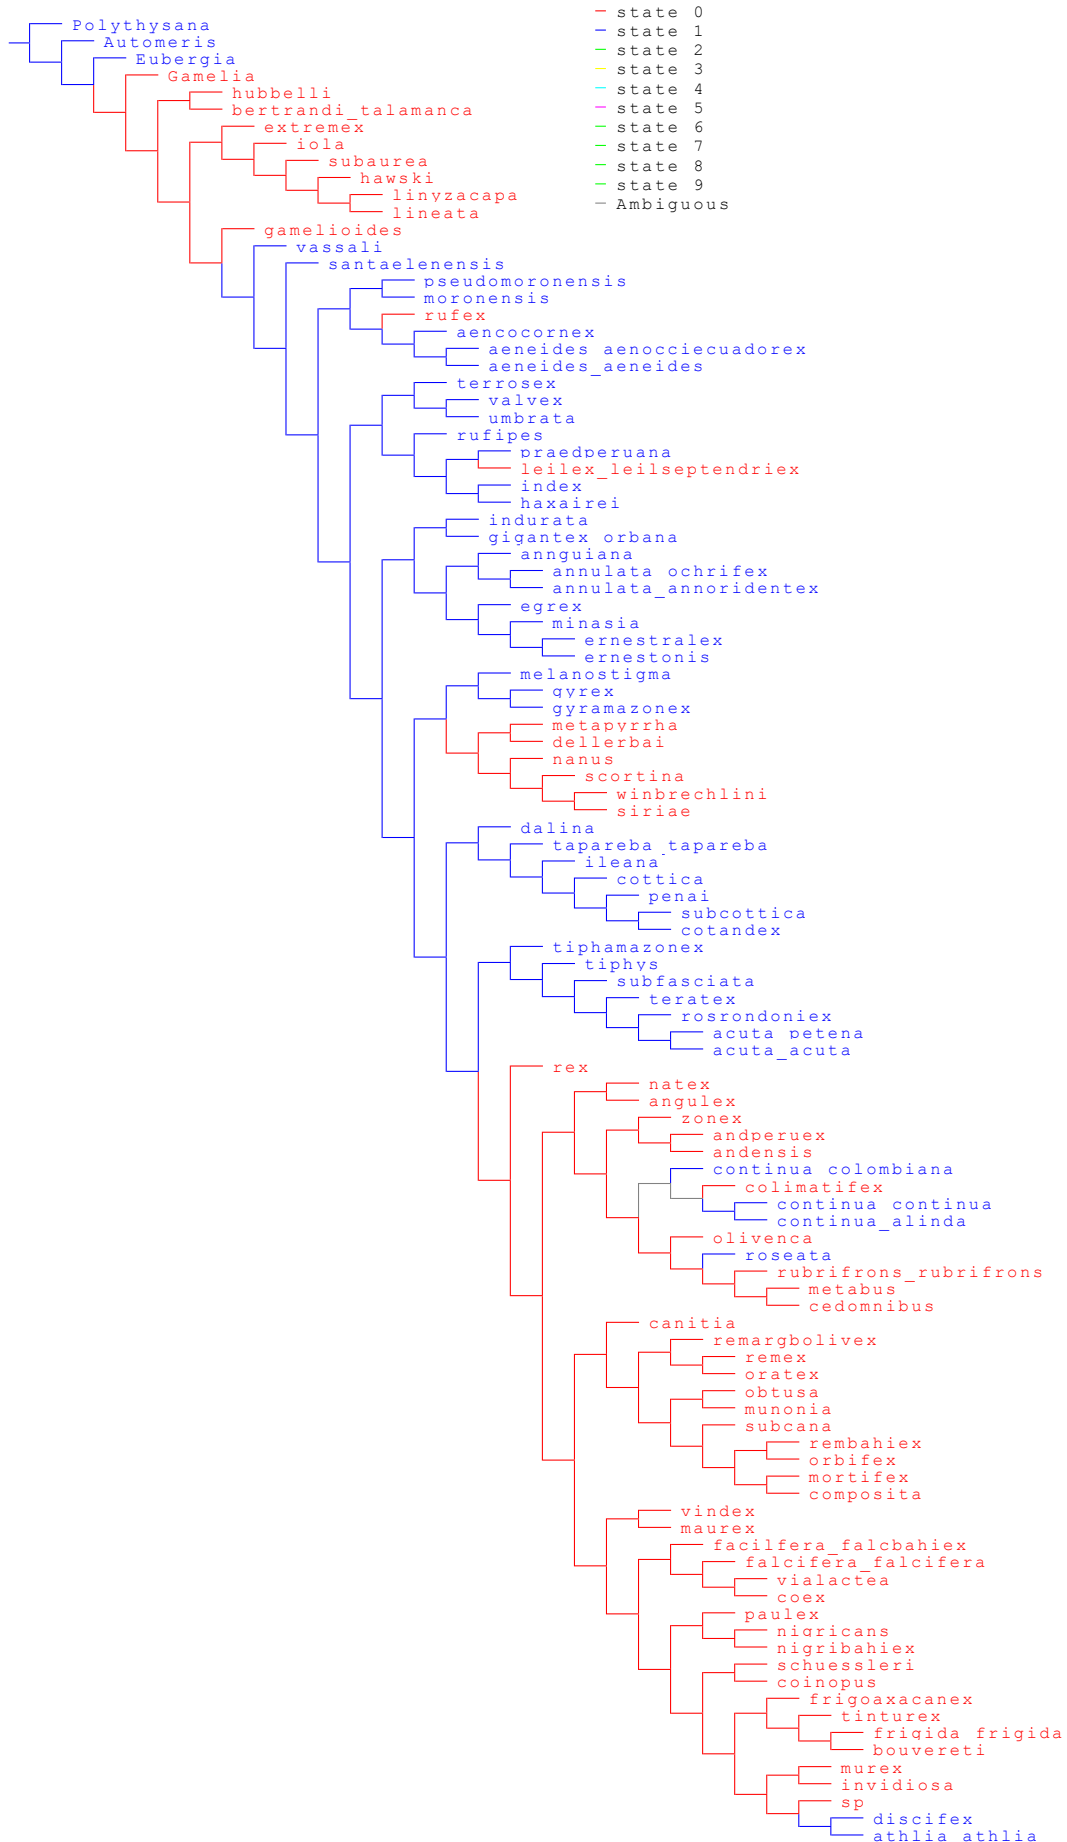 Polythysana
Automeris
Eubergia
Gamelia
hubbelli
bertrandi_talamanca
extremex
iola
subaurea
hawski
linyzacapa
lineata
gamelioides
vassali
santaelenensis
pseudomoronensis
moronensis
rufex
aencocornex
aeneides_aenocciecuadorex
aeneides_aeneides
terrosex
valvex
umbrata
rufipes
praedperuana
leilex_leilseptendriex
index
haxairei
indurata
gigantex_orbana
annguiana
annulata_ochrifex
annulata_annoridentex
egrex
minasia
ernestralex
ernestonis
melanostigma
gyrex
gyramazonex
metapyrrha
dellerbai
nanus
scortina
winbrechlini
siriae
dalina
tapareba_tapareba
ileana
cottica
penai
subcottica
cotandex
tiphamazonex
tiphys
subfasciata
teratex
rosrondoniex
acuta_petena
acuta_acuta
rex
natex
angulex
zonex
andperuex
andensis
continua_colombiana
colimatifex
continua_continua
continua_alinda
olivenca
roseata
rubrifrons_rubrifrons
metabus
cedomnibus
canitia
remargbolivex
remex
oratex
obtusa
munonia
subcana
rembahiex
orbifex
mortifex
composita
vindex
maurex
facilfera_falcbahiex
falcifera_falcifera
vialactea
coex
paulex
nigricans
nigribahiex
schuessleri
coinopus
frigoaxacanex
tinturex
frigida_frigida
bouvereti
murex
invidiosa
sp
discifex
athlia_athlia
state 0
state 1
state 2
state 3
state 4
state 5
state 6
state 7
state 8
state 9
Ambiguous